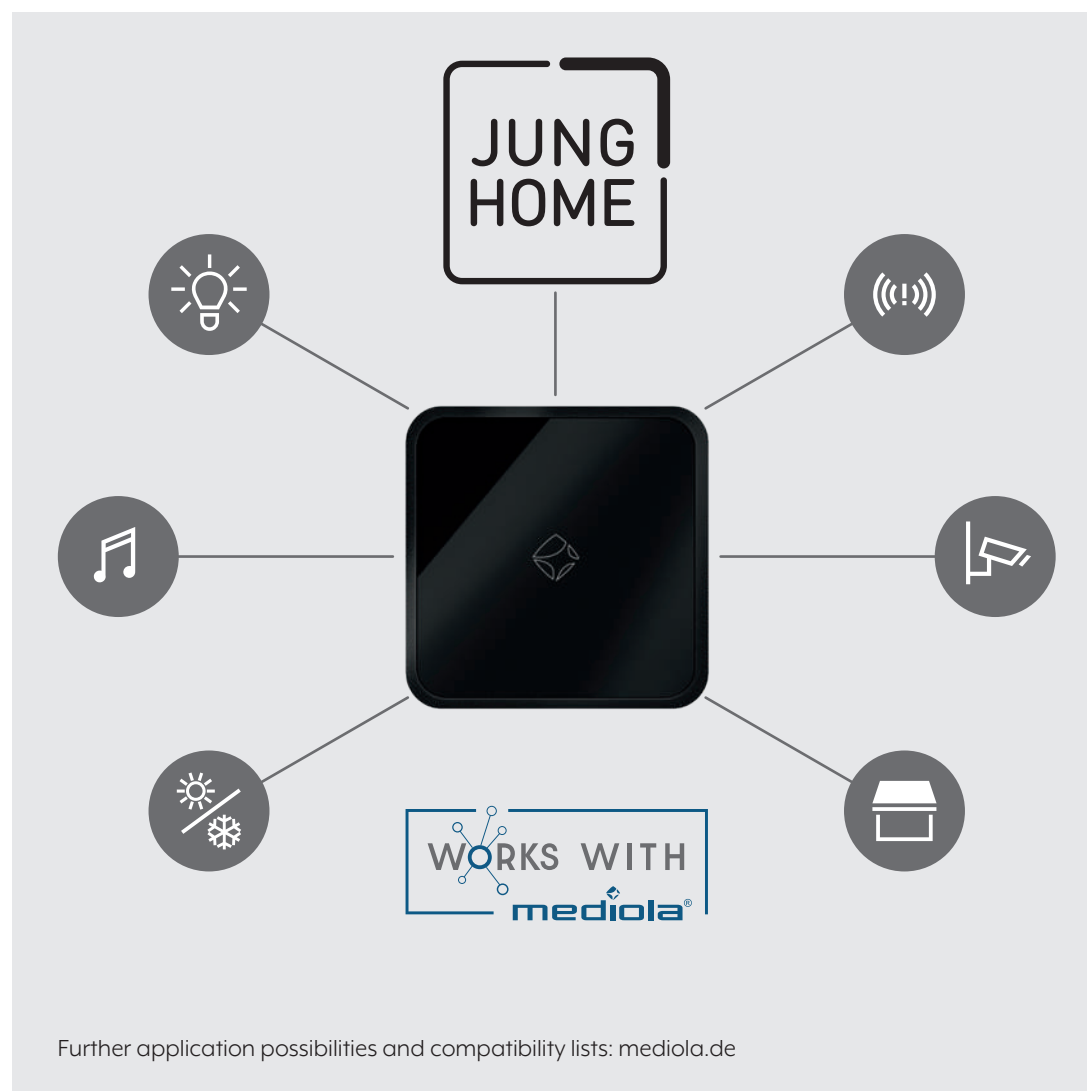 JUNG
HOME
WORKS WITH
mediola®
Further application possibilities and compatibility lists: mediola.de